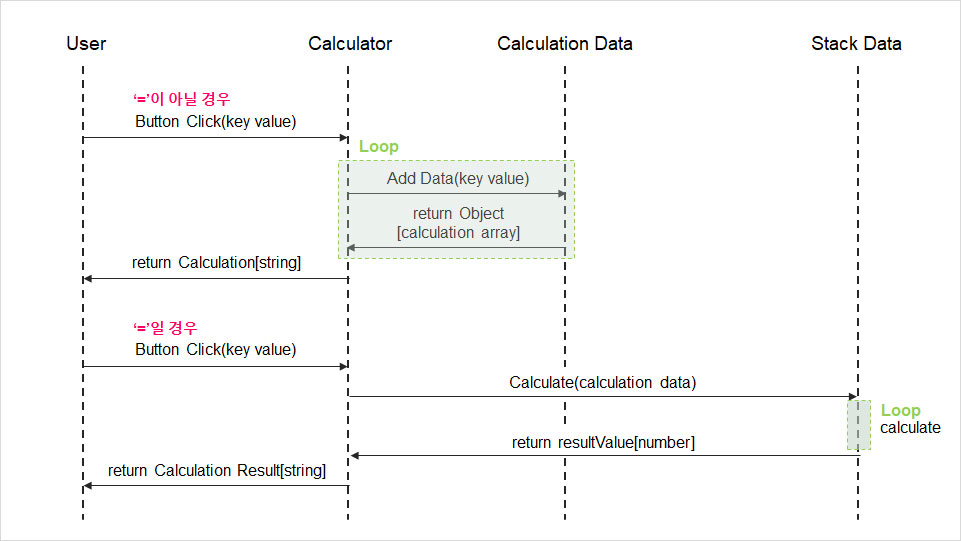 User
Calculator
Calculation Data
Stack Data
‘=’이 아닐 경우
Button Click(key value)
Loop
Add Data(key value)
return Object
[calculation array]
return Calculation[string]
‘=’일 경우
Button Click(key value)
Calculate(calculation data)
Loop
calculate
return resultValue[number]
return Calculation Result[string]